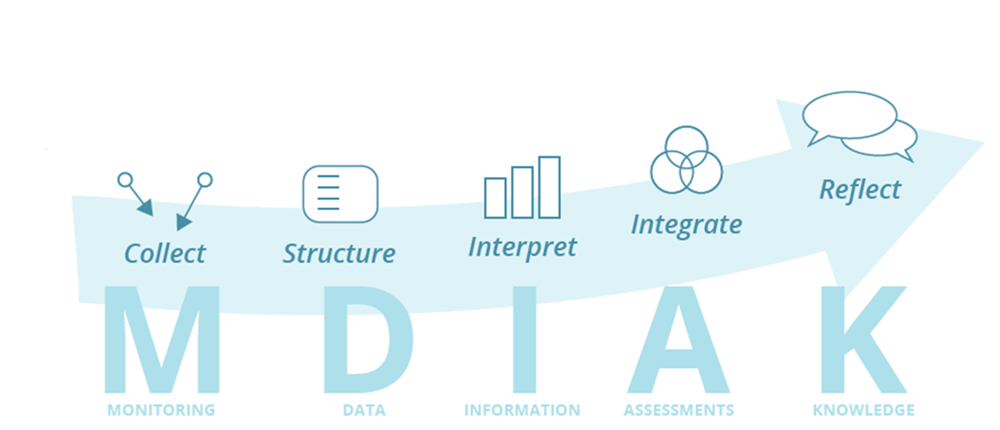 Collect
Structure
Interpret
Integrate
Reflect
M D I A K
MONITORING
DATA
INFORMATION
ASSESSMENTS
KNOWLEDGE